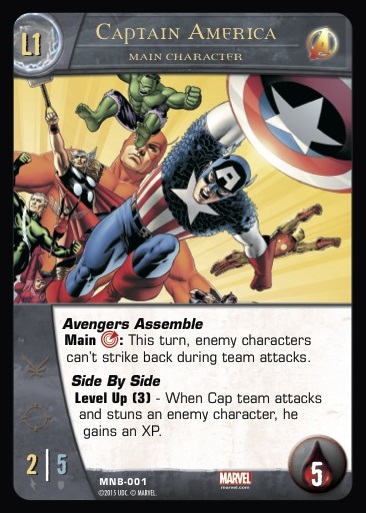 L1
CAPTAIN AMERICA
MAIN CHARACTER
A
A
Avengers Assemble
Main : This turn, enemy characters
can't strike back during team attacks.
Side By Side
Level Up (3) - When Cap team attacks
and stuns an enemy character, he
gains an XP.
2 | 5
MNB-001
©2015 UDC. © MARVEL.
MARVEL
marvel.com
5